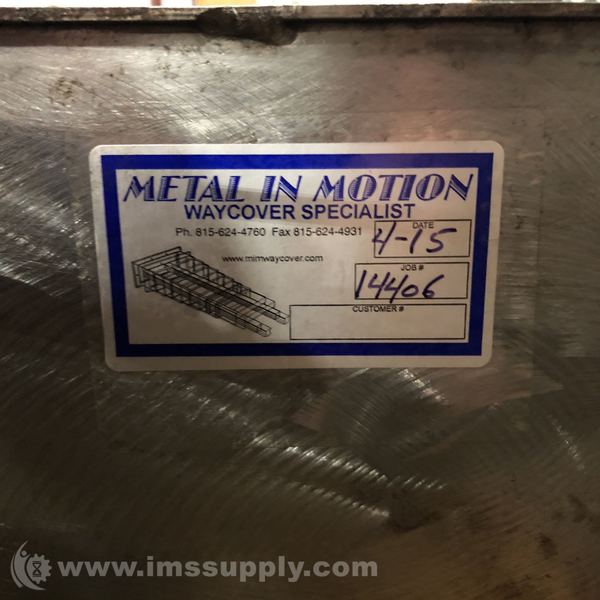 METAL IN MOTION
WAYCOVER SPECIALIST
Ph. 815-624-4760 Fax 815-624-4931
DATE
4-15
www.mimwaycover.com
JOB #
14406
CUSTOMER #
www.imssupply.com